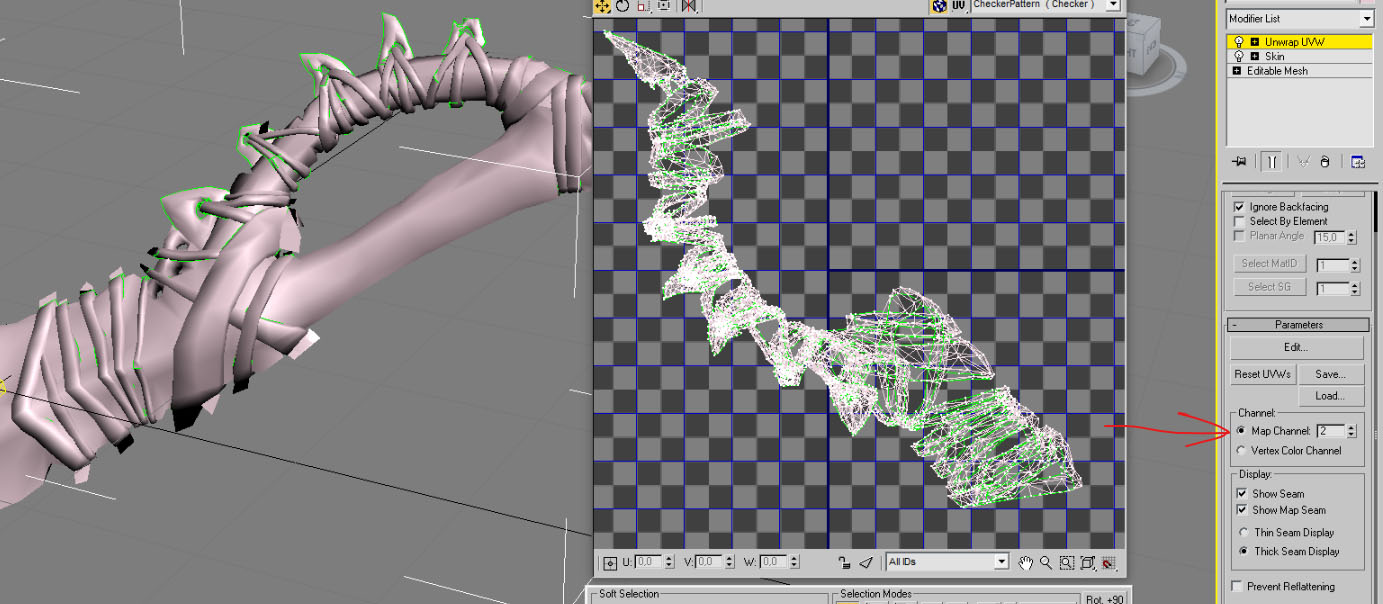 UV CheckerPattern ( Checker )
Modifier List
Unwrap UVW
Skin
Editable Mesh
Ignore Backfacing
Select By Element
Planar Angle 15,0
Select MatID 1
Select SG 1
- Parameters
Edit...
Reset UVWs Save...
Load...
Channel:
Map Channel: 2
Vertex Color Channel
Display:
Show Seam
Show Map Seam
Thin Seam Display
Thick Seam Display
Prevent Reflattening
U: 0,0 V: 0,0 W: 0,0 All IDs
Soft Selection Selection Modes Rot. +90